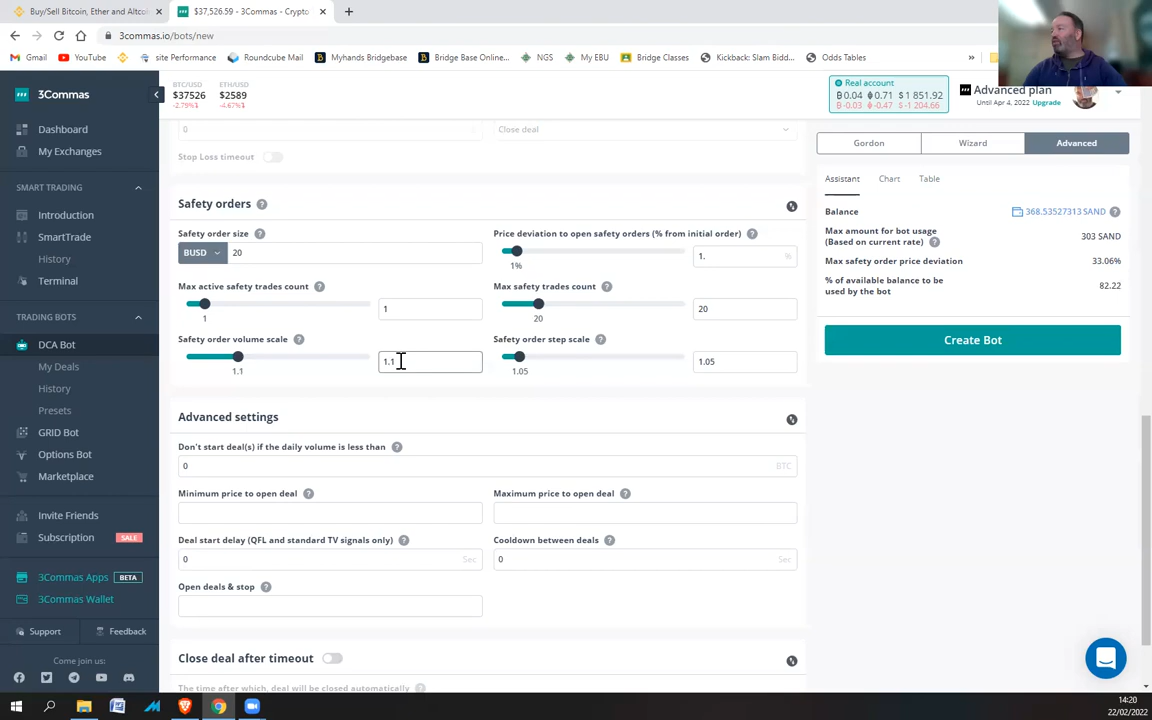 Buy/Sell Bitcoin, Ether and Altcoi
$37,526.59 - 3Commas - Crypto
3commas.io/bots/new
Gmail
YouTube
site Performance
Roundcube Mail
Myhands Bridgebase
Bridge Base Online...
NGS
My EBU
Bridge Classes
Kickback: Slam Bidd...
Odds Tables
»
3Commas
BTC/USD
$37526
-2.79%
ETH/USD
$2589
-4.67%
Real account
0.04 0.71 $ 1 851.92
-0.03 -0.47 $ -1 204.66
Advanced plan
Until Apr 4, 2022 Upgrade
Dashboard
My Exchanges
SMART TRADING
Introduction
SmartTrade
History
Terminal
TRADING BOTS
DCA Bot
My Deals
History
Presets
GRID Bot
Options Bot
Marketplace
Invite Friends
Subscription SALE
3Commas Apps BETA
3Commas Wallet
Support
Feedback
Come join us:
0
Close deal
Stop Loss timeout
Safety orders
Safety order size
BUSD 20
Price deviation to open safety orders (% from initial order)
1%
1. %
Max active safety trades count
1
1
Max safety trades count
20
20
Safety order volume scale
1.1
1.1
Safety order step scale
1.05
1.05
Advanced settings
Don't start deal(s) if the daily volume is less than
0 BTC
Minimum price to open deal
Maximum price to open deal
Deal start delay (QFL and standard TV signals only)
0 Sec
Cooldown between deals
0 Sec
Open deals & stop
Close deal after timeout
The time after which, deal will be closed automatically
Gordon
Wizard
Advanced
Assistant
Chart
Table
Balance
368.53527313 SAND
Max amount for bot usage
(Based on current rate)
303 SAND
Max safety order price deviation
33.06%
% of available balance to be
used by the bot
82.22
Create Bot
14:20
22/02/2022